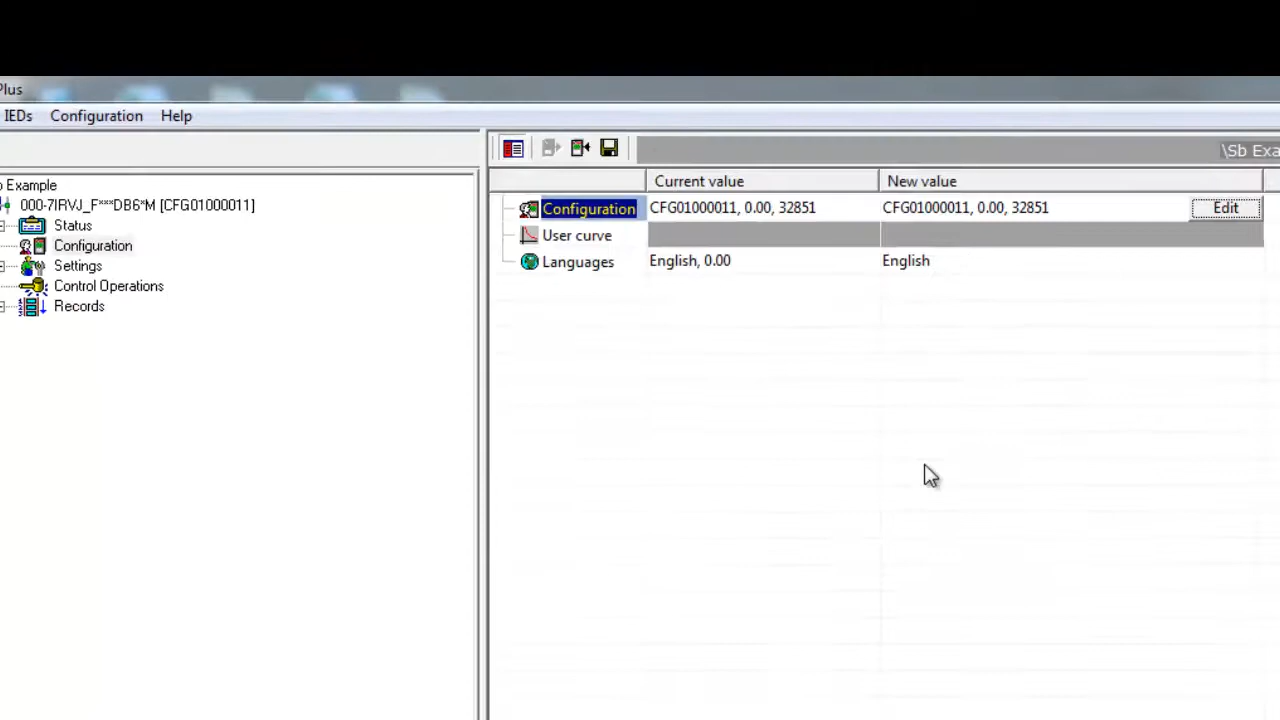 Plus
IEDs Configuration Help
\Sb Exa
Example
000-7IRVJ_F***DB6*M [CFG01000011]
Status
Configuration
Settings
Control Operations
Records
Current value New value
Configuration CFG01000011, 0.00, 32851 CFG01000011, 0.00, 32851 Edit
User curve
Languages English, 0.00 English